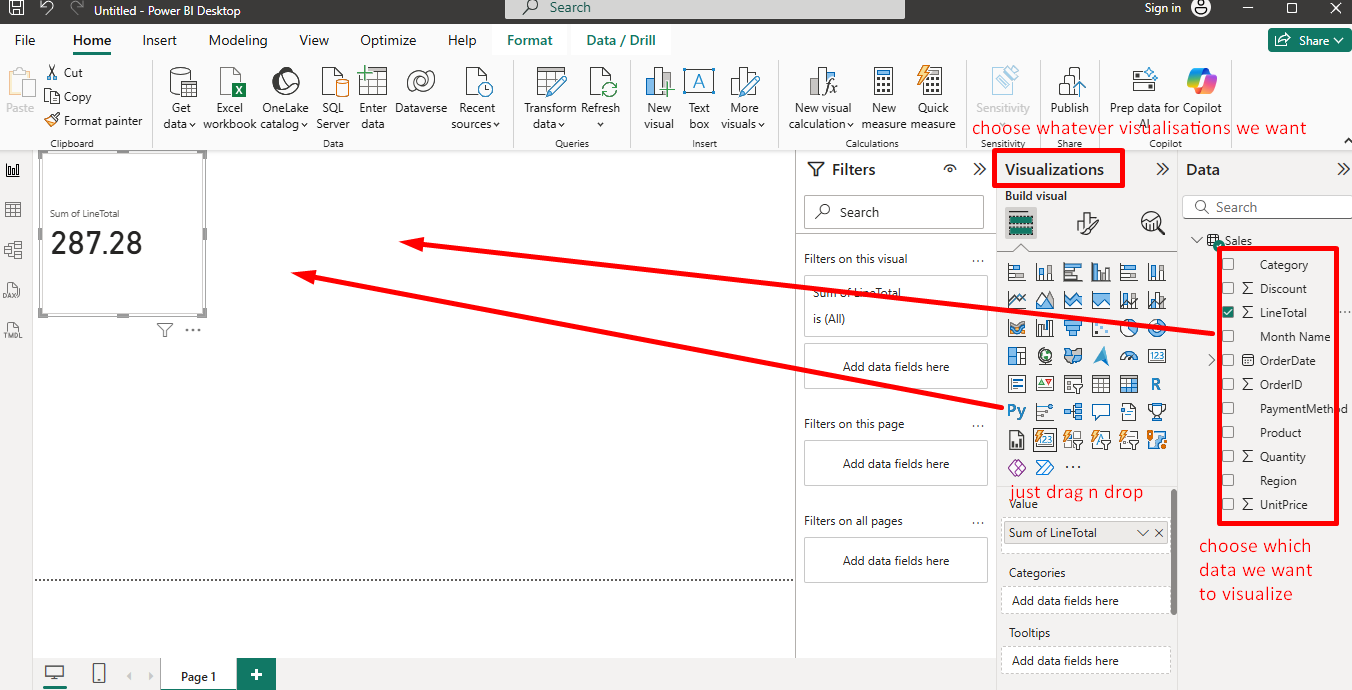 Untitled - Power BI Desktop
Search
Sign in
File Home Insert Modeling View Optimize Help Format Data / Drill
Share
Paste
Cut
Copy
Format painter
Get data
Excel workbook
OneLake catalog
SQL Server
Enter data
Dataverse
Recent sources
Transform data
Refresh
New visual
Text box
More visuals
New visual calculation
New measure
Quick measure
Sensitivity
Publish
Prep data for AI
Copilot
Clipboard
Data
Queries
Insert
Calculations
Sensitivity
Share
Copilot
choose whatever visualisations we want
Sum of LineTotal
287.28
Filters
Search
Filters on this visual
Sum of LineTotal
is (All)
Add data fields here
Filters on this page
Add data fields here
Filters on all pages
Add data fields here
Visualizations
Build visual
123
R
Py
123
just drag n drop
Value
Sum of LineTotal
Categories
Add data fields here
Tooltips
Add data fields here
Data
Search
Sales
Category
Discount
LineTotal
Month Name
OrderDate
OrderID
PaymentMethod
Product
Quantity
Region
UnitPrice
choose which
data we want
to visualize
DAX
TMDL
Page 1